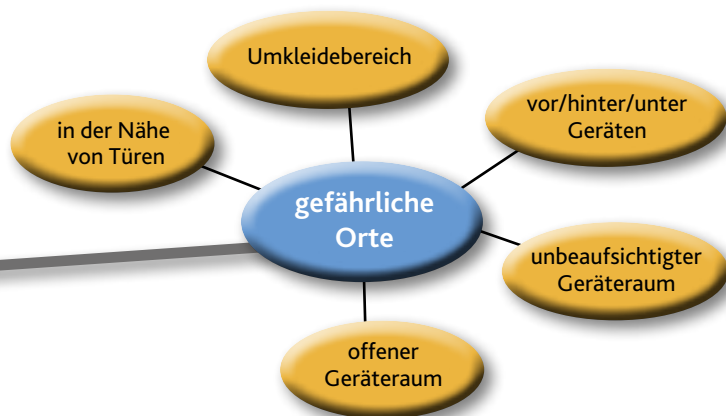 Umkleidebereich
in der Nähe
von Türen
vor/hinter/unter
Geräten
gefährliche
Orte
unbeaufsichtigter
Geräteraum
offener
Geräteraum